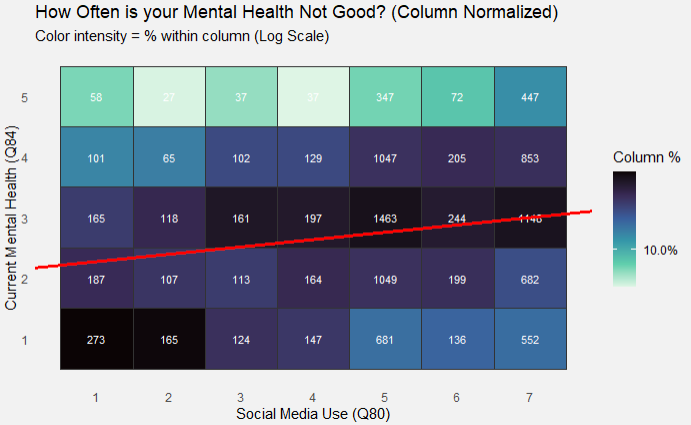 How Often is your Mental Health Not Good? (Column Normalized)
Color intensity = % within column (Log Scale)
Current Mental Health (Q84)
5 58 27 37 37 347 72 447
4 101 65 102 129 1047 205 853
3 165 118 161 197 1463 244 1146
2 187 107 113 164 1049 199 682
1 273 165 124 147 681 136 552
1 2 3 4 5 6 7
Social Media Use (Q80)
Column %
10.0%